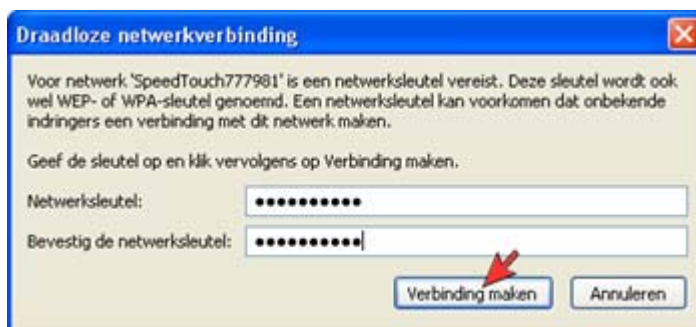 Draadloze netwerkverbinding
Voor netwerk 'SpeedTouch777981' is een netwerksleutel vereist. Deze sleutel wordt ook
wel WEP- of WPA-sleutel genoemd. Een netwerksleutel kan voorkomen dat onbekende
indringers een verbinding met dit netwerk maken.
Geef de sleutel op en klik vervolgens op Verbinding maken.
Netwerksleutel: ●●●●●●●●●●
Bevestig de netwerksleutel: ●●●●●●●●●●
Verbinding maken Annuleren